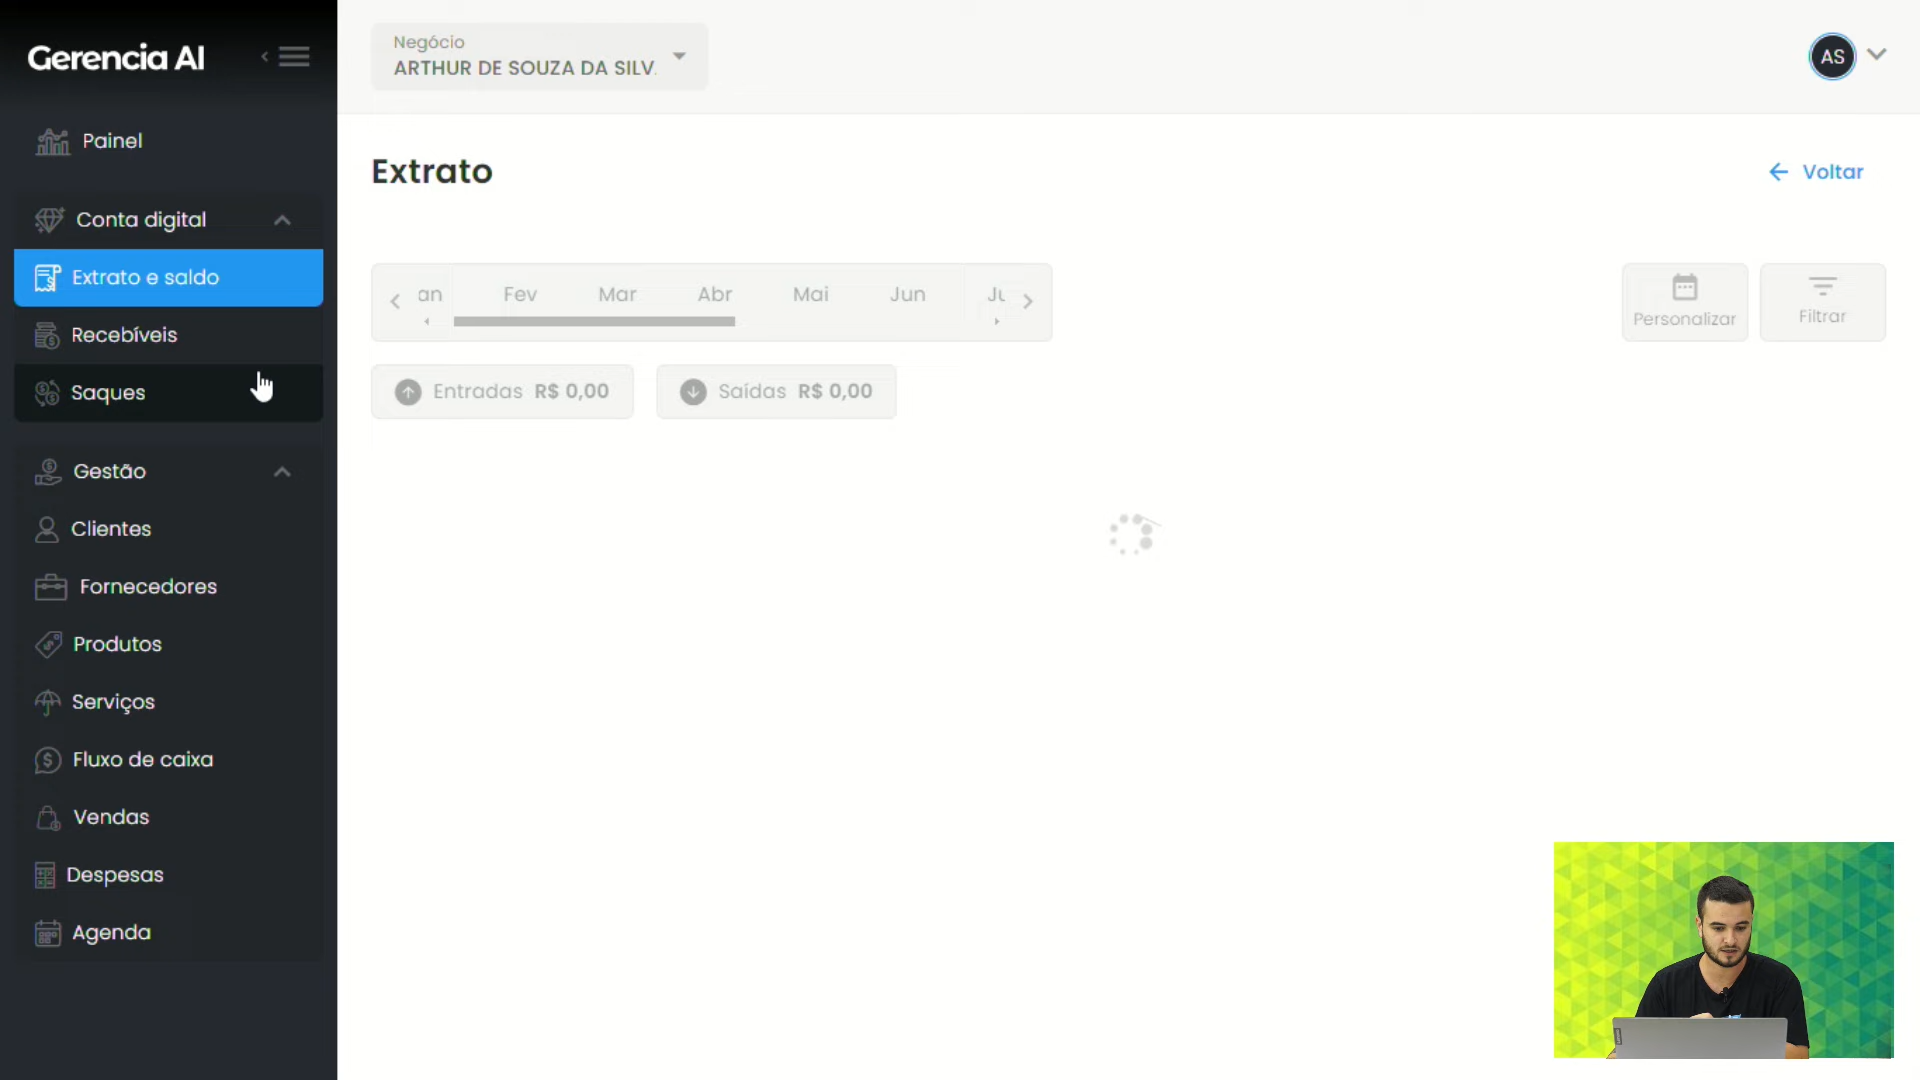 Gerencia AI
Negócio
ARTHUR DE SOUZA DA SILV
AS
Painel
Conta digital
Extrato e saldo
Recebíveis
Saques
Gestão
Clientes
Fornecedores
Produtos
Serviços
Fluxo de caixa
Vendas
Despesas
Agenda
Extrato
Voltar
an Fev Mar Abr Mai Jun Ju
Personalizar
Filtrar
Entradas R$ 0,00
Saídas R$ 0,00